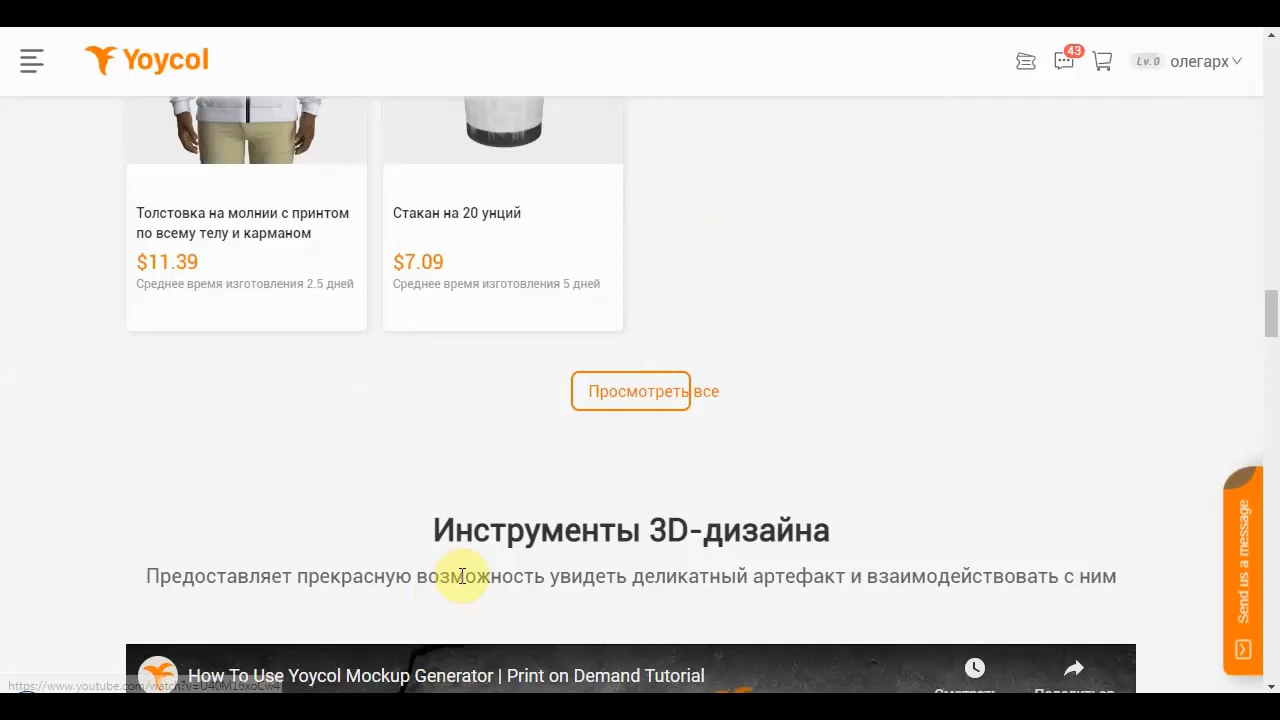 Yoycol
43
Lv.0
олегарх
Толстовка на молнии с принтом
по всему телу и карманом
$11.39
Среднее время изготовления 2.5 дней
Стакан на 20 унций
$7.09
Среднее время изготовления 5 дней
Просмотреть все
Инструменты 3D-дизайна
Предоставляет прекрасную возможность увидеть деликатный артефакт и взаимодействовать с ним
Send us a message
How To Use Yoycol Mockup Generator | Print on Demand Tutorial
Смотреть
Поделиться